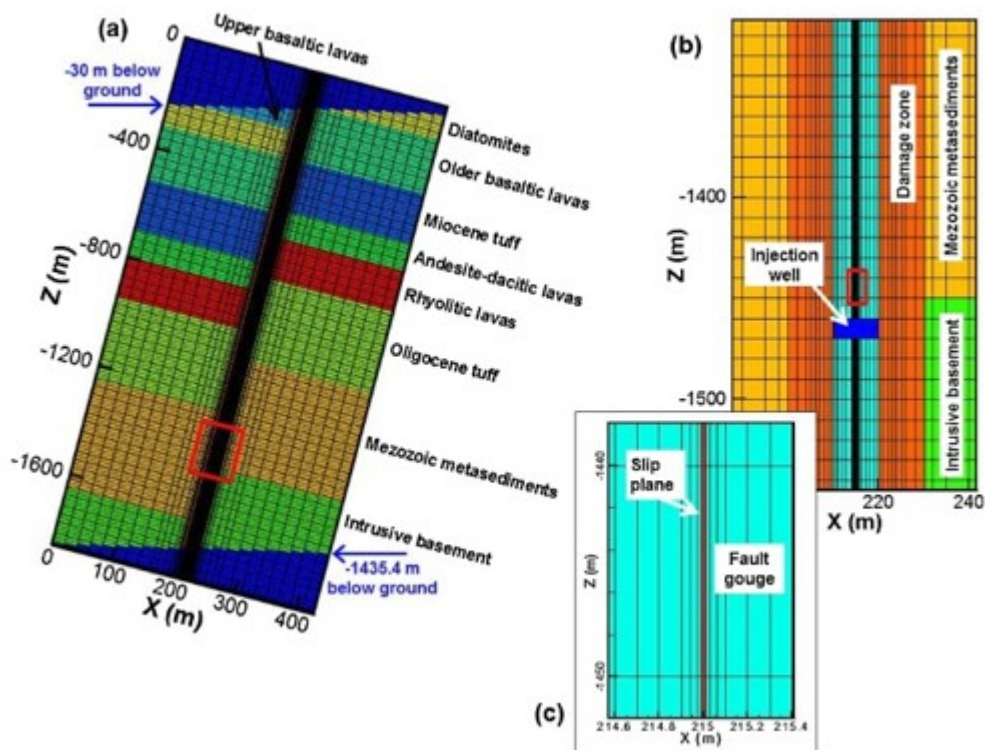 (a)
Upper basaltic lavas
0
-30 m below
ground
-400
-800
-1200
-1600
Z (m)
Diatomites
Older basaltic lavas
Miocene tuff
Andesite-dacitic lavas
Rhyolitic lavas
Oligocene tuff
Mezozoic metasediments
Intrusive basement
-1435.4 m
below ground
0
100
200
300
400
X (m)
(b)
-1400
-1500
Z (m)
Injection
well
Damage zone
Mezozoic metasediments
Intrusive basement
220
240
X (m)
-1440
-1450
Z (m)
Slip
plane
Fault
gouge
214.6
214.8
215
215.2
215.4
X (m)
(c)